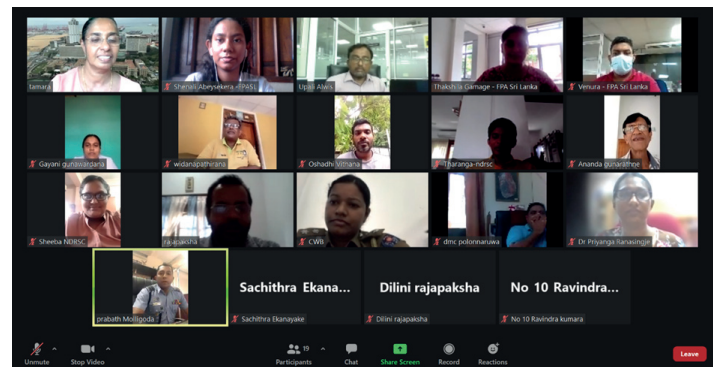 tamara
Shenali Abeysekera -FPASL
Upali Alwis
Thakshila Gamage - FPA Sri Lanka
Venura - FPA Sri Lanka
Gayani gunawardana
widanapathirana
Oshadhi Vithana
Tharanga-ndrsc
Ananda gunarathne
Sheeba NDRSC
rajapaksha
CWB
dmc polonnaruwa
Dr Priyanga Ranasinghe
prabath Molligoda
Sachithra Ekana...
Sachithra Ekanayake
Dilini rajapaksha
Dilini rajapaksha
No 10 Ravindra...
No 10 Ravindra kumara
Unmute
Stop Video
Participants
19
Chat
Share Screen
Record
Reactions
Leave